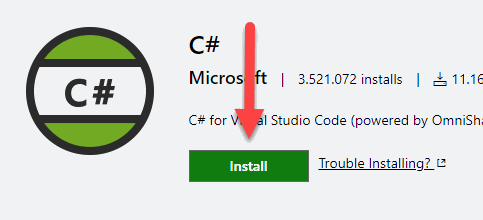 C#
C#
Microsoft | 3.521.072 installs | 11.16
C# for Visual Studio Code (powered by OmniSha
Install
Trouble Installing?